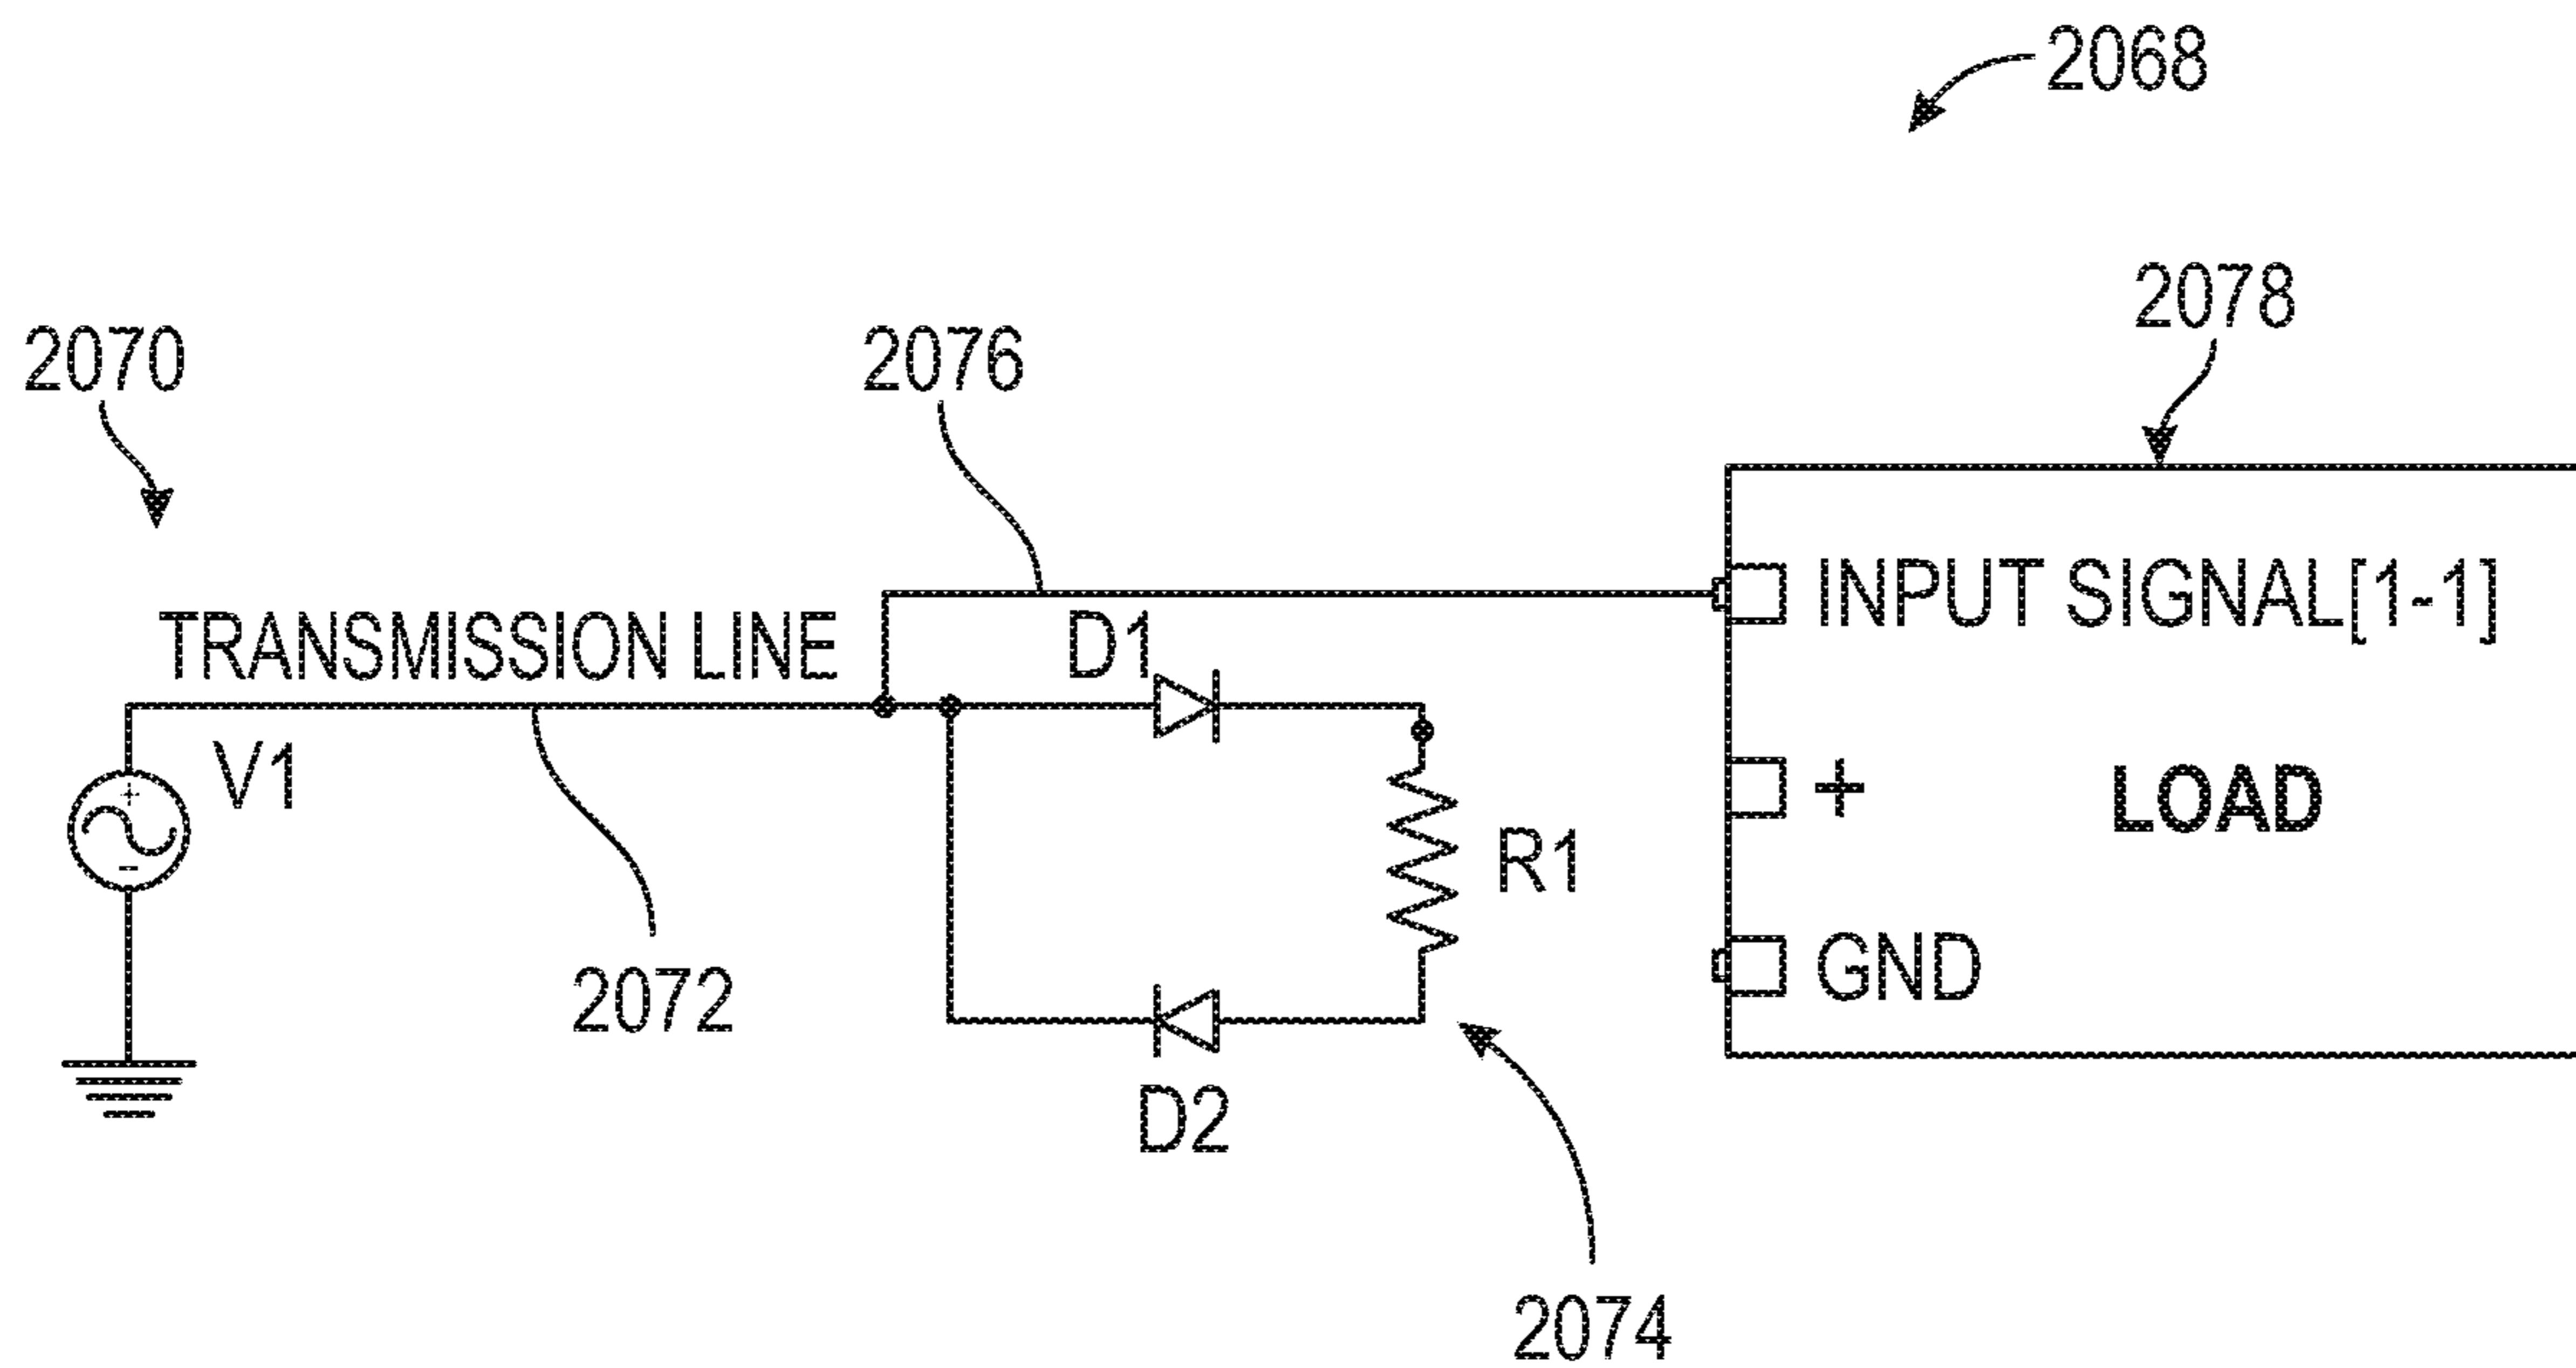 2068
2078
2070
2076
INPUT SIGNAL[1-1]
TRANSMISSION LINE
D1
V1
+
LOAD
R1
GND
2072
D2
2074